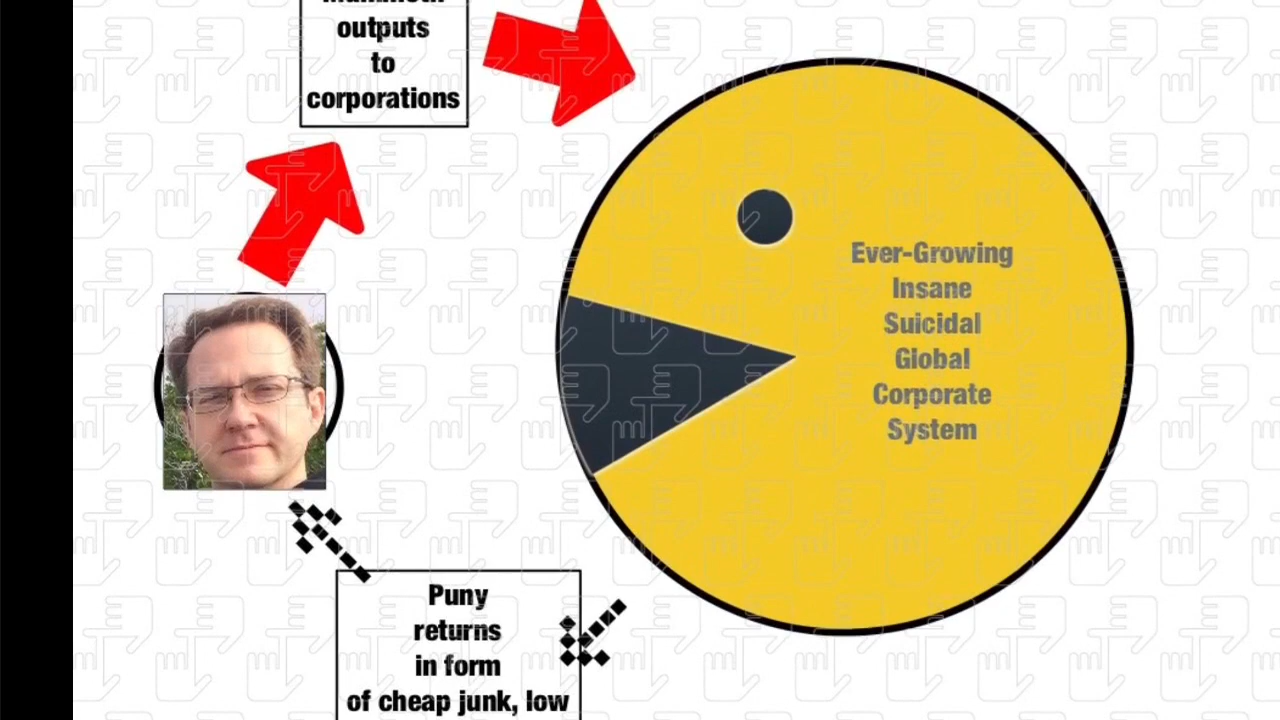 outputs
to
corporations
Ever-Growing
Insane
Suicidal
Global
Corporate
System
Puny
returns
in form
of cheap junk, low